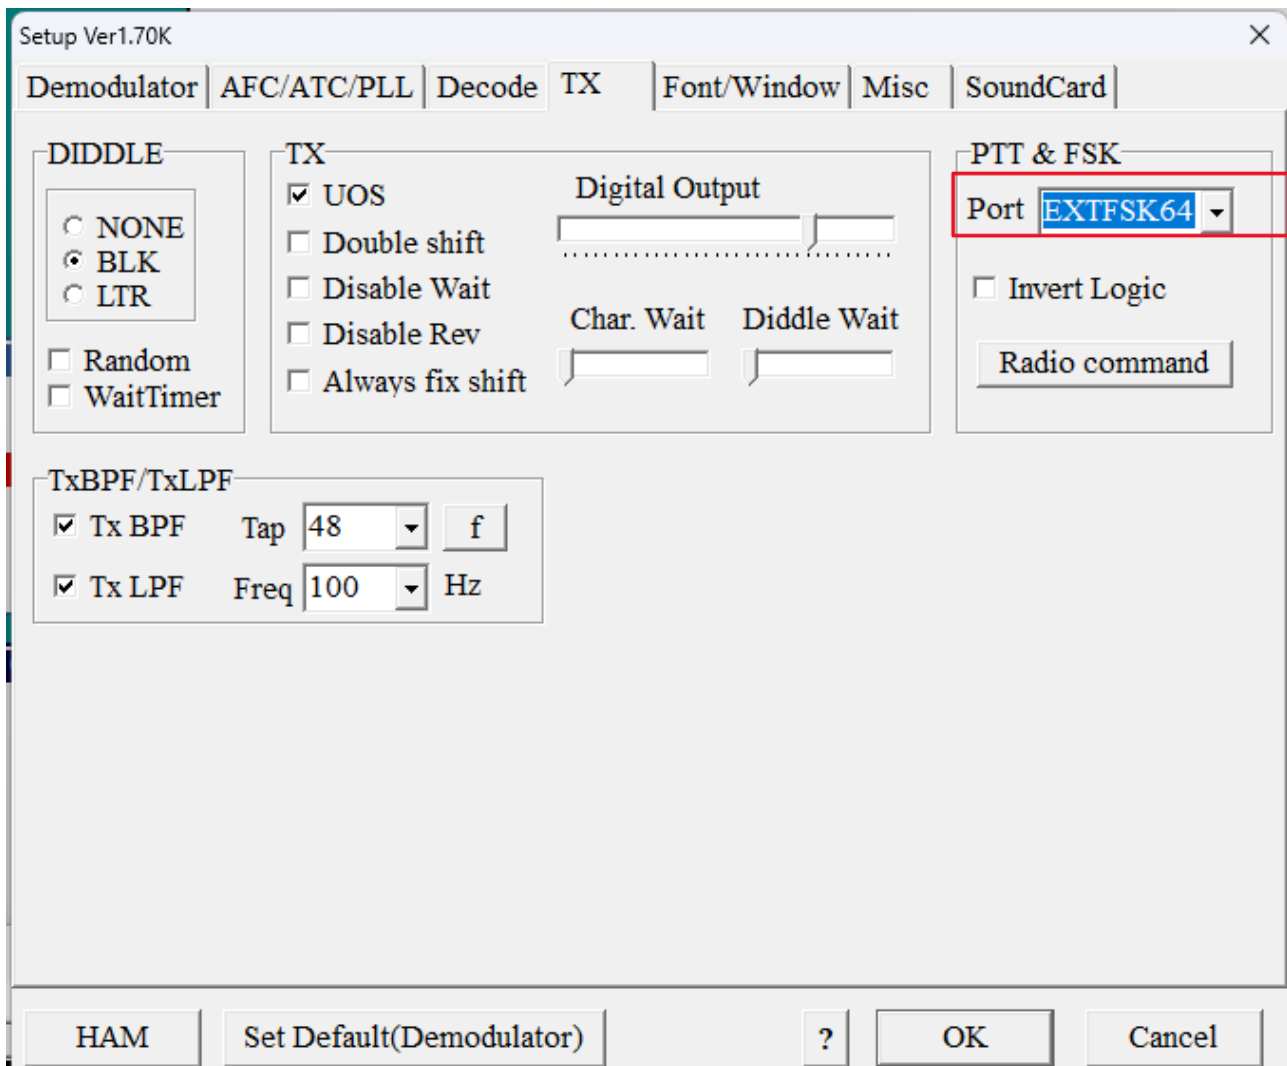 Setup Ver1.70K
Demodulator AFC/ATC/PLL Decode TX Font/Window Misc SoundCard
DIDDLE
NONE
BLK
LTR
Random
WaitTimer
TX
UOS
Double shift
Disable Wait
Disable Rev
Always fix shift
Digital Output
Char. Wait Diddle Wait
PTT & FSK
Port EXTFSK64
Invert Logic
Radio command
TxBPF/TxLPF
Tx BPF Tap 48 f
Tx LPF Freq 100 Hz
HAM Set Default(Demodulator) ? OK Cancel